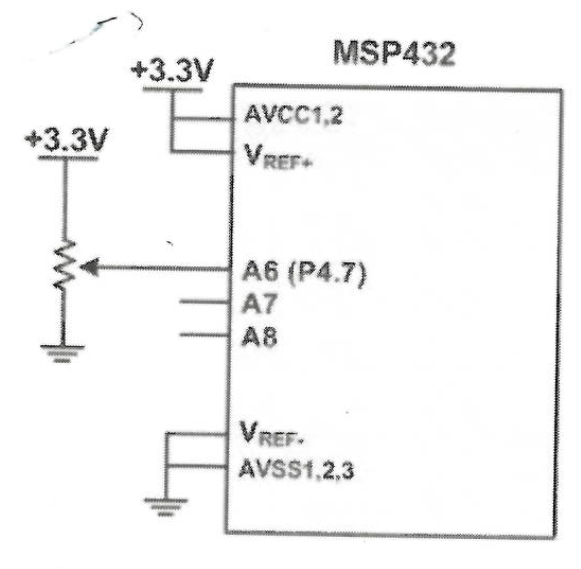 MSP432
+3.3V
AVCC1,2
+3.3V
VREF+
A6 (P4.7)
A7
A8
VREF-
AVSS1,2,3